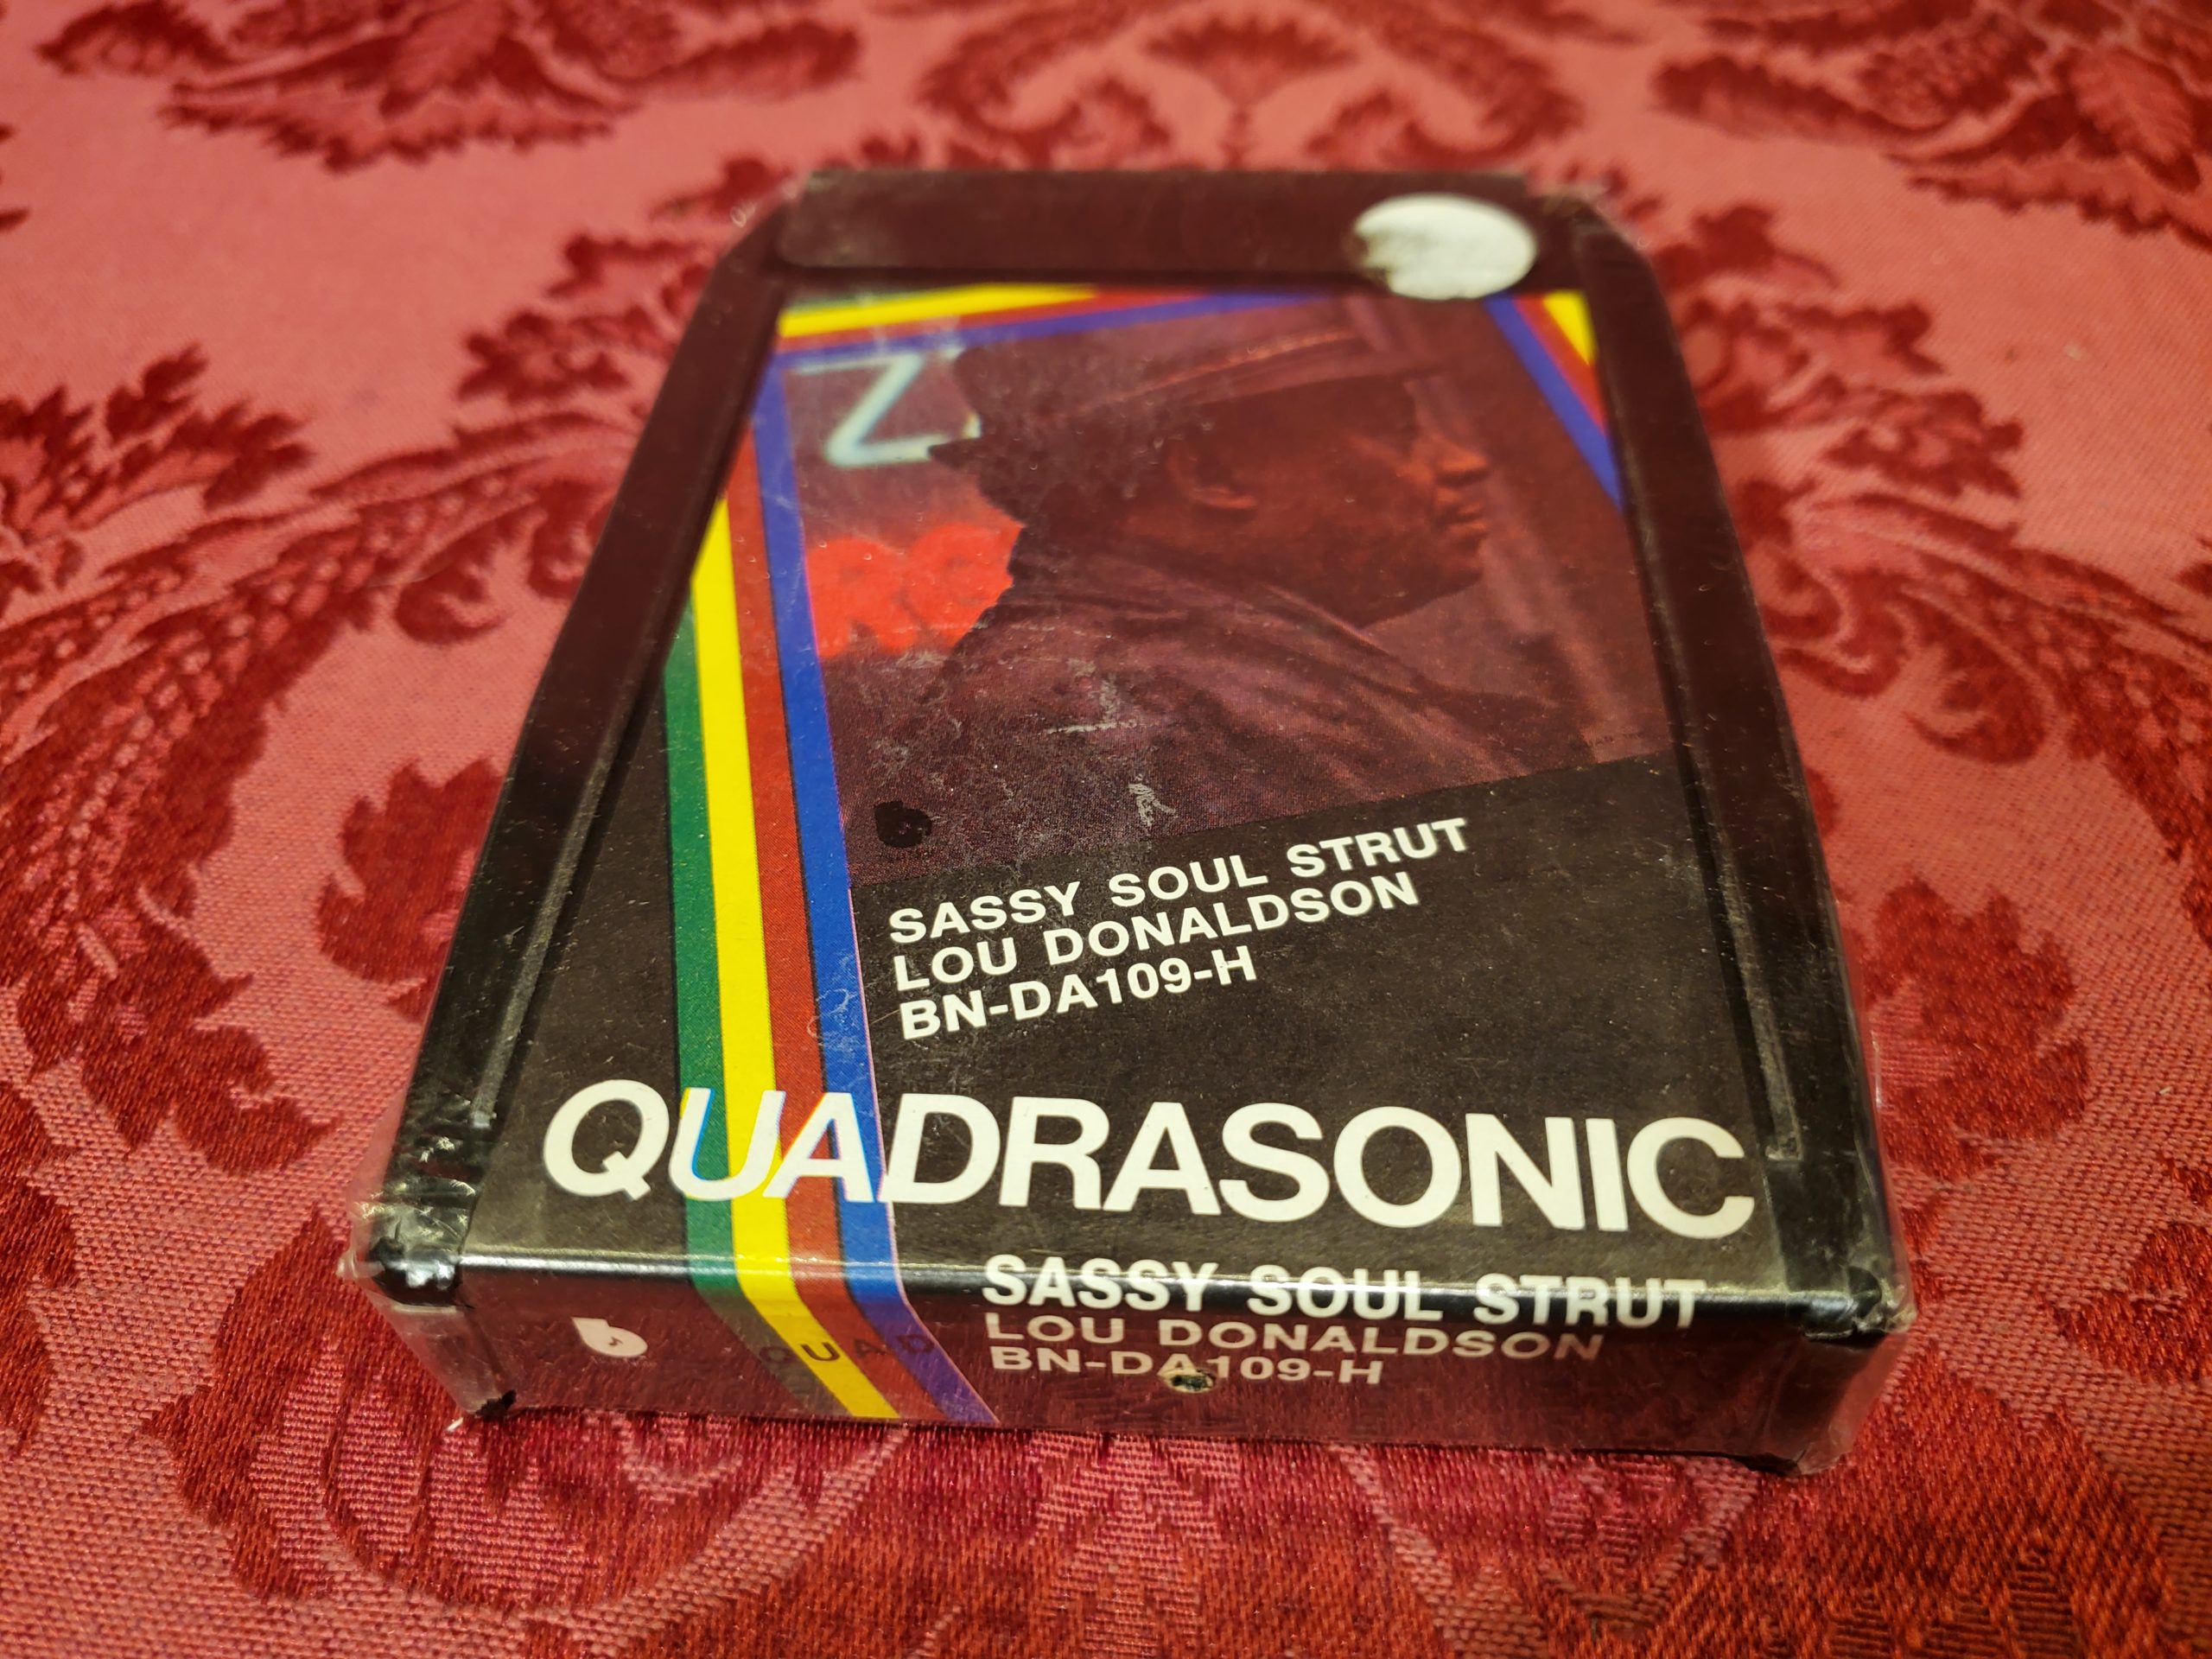 Z
SASSY SOUL STRUT
LOU DONALDSON
BN-DA109-H
QUADRASONIC
SASSY SOUL STRUT
LOU DONALDSON
BN-DA109-H
QUAD